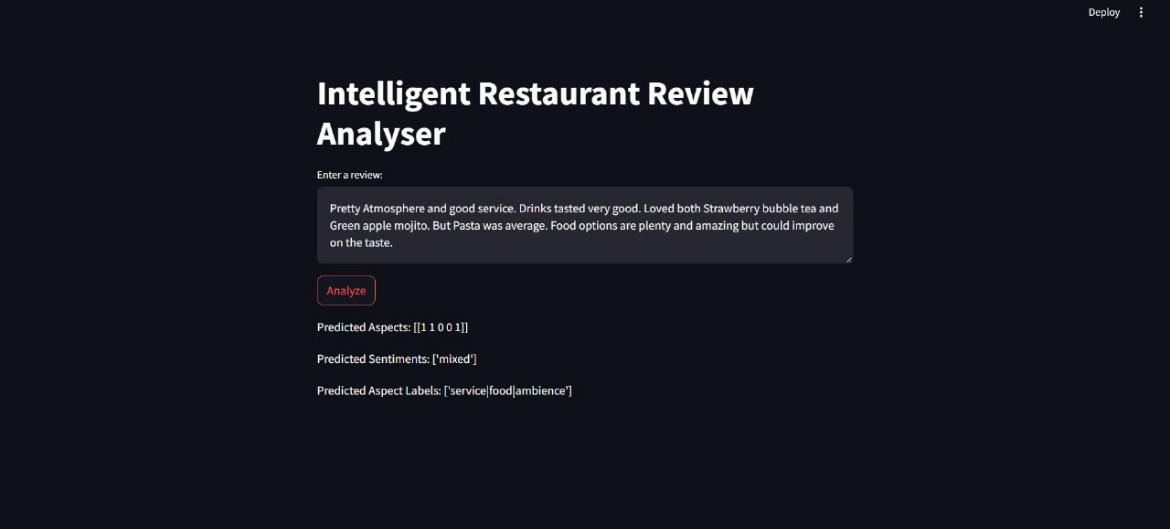 Deploy
Intelligent Restaurant Review
Analyser
Enter a review:
Pretty Atmosphere and good service. Drinks tasted very good. Loved both Strawberry bubble tea and
Green apple mojito. But Pasta was average. Food options are plenty and amazing but could improve
on the taste.
Analyze
Predicted Aspects: [[1 1 0 0 1]]
Predicted Sentiments: ['mixed']
Predicted Aspect Labels: ['service|food|ambience']